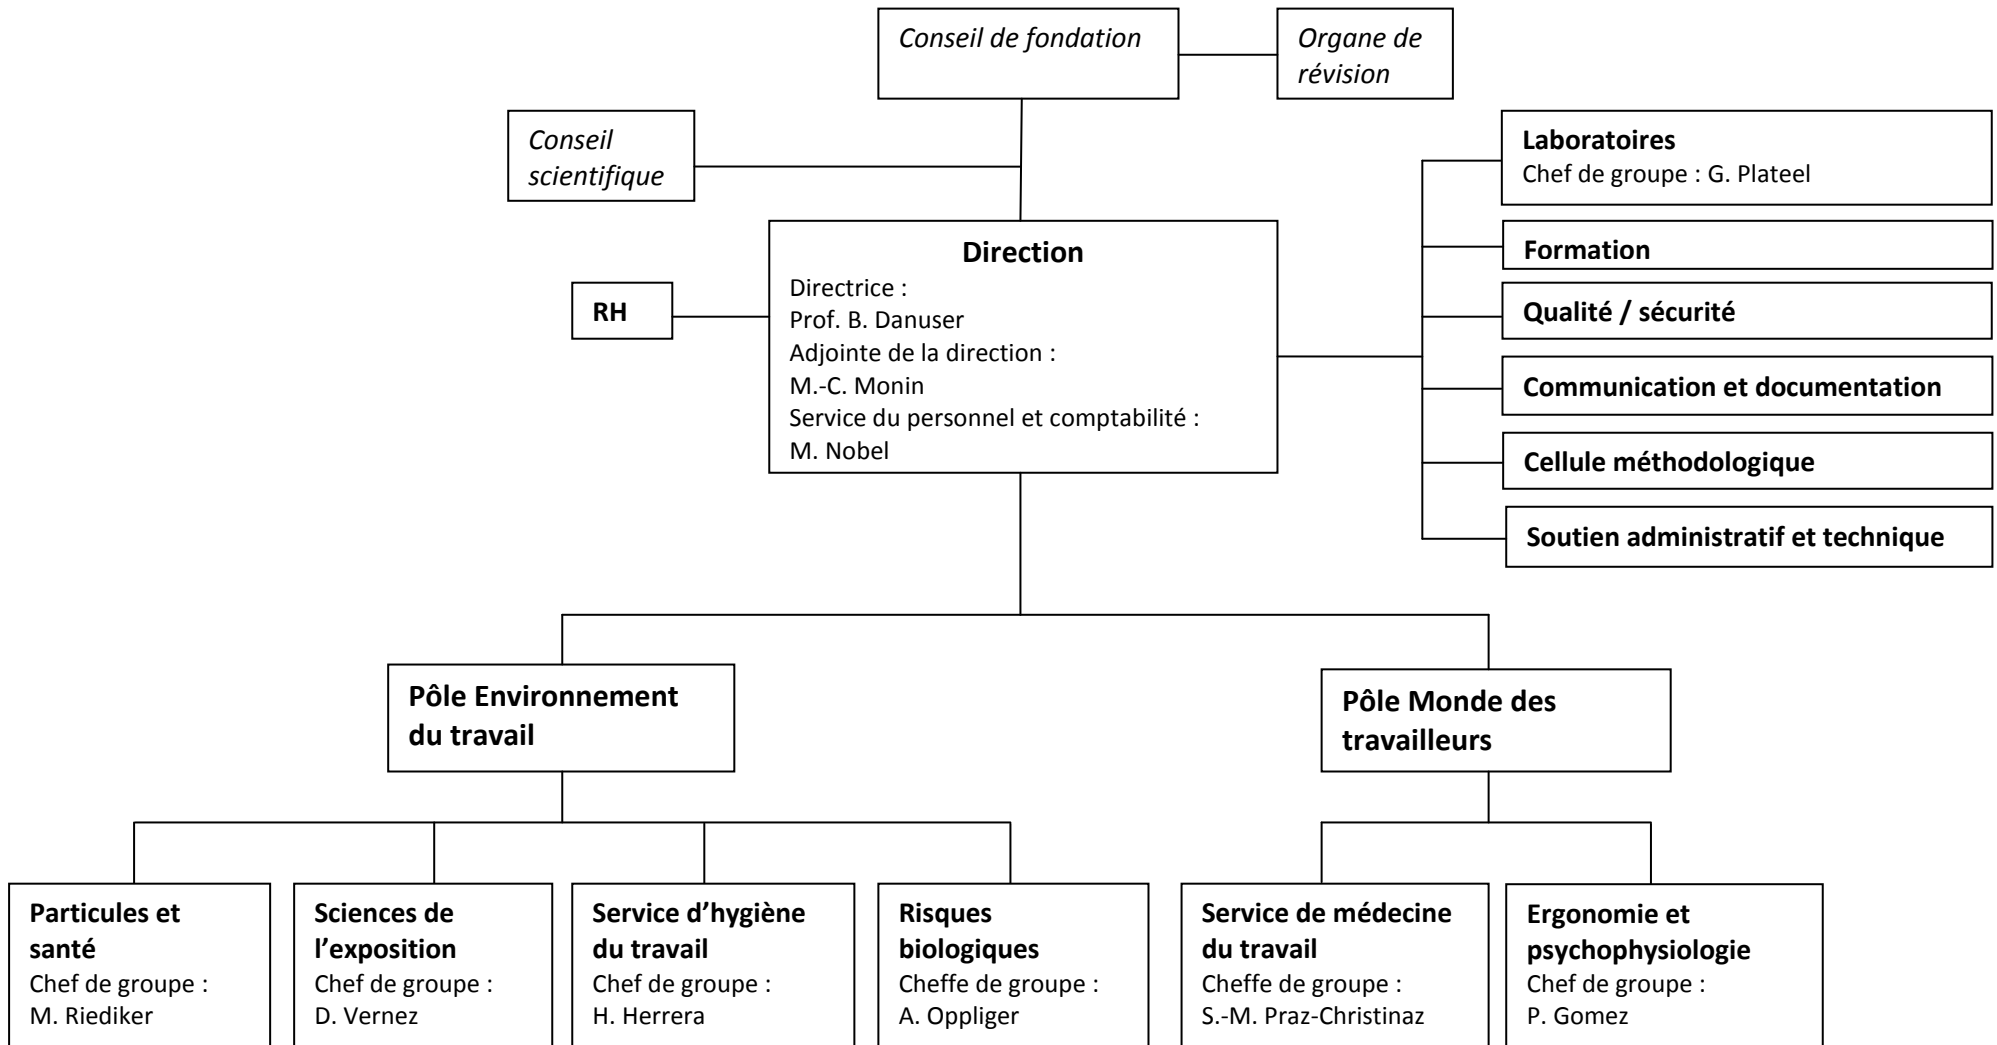 Conseil de fondation
Organe de
révision
Conseil
scientifique
Laboratoires
Chef de groupe : G. Plateel
Formation
Qualité / sécurité
Communication et documentation
Cellule méthodologique
Soutien administratif et technique
Direction
Directrice :
Prof. B. Danuser
Adjointe de la direction :
M.-C. Monin
Service du personnel et comptabilité :
M. Nobel
RH
Pôle Environnement
du travail
Pôle Monde des
travailleurs
Particules et
santé
Chef de groupe :
M. Riediker
Sciences de
l’exposition
Chef de groupe :
D. Vernez
Service d’hygiène
du travail
Chef de groupe :
H. Herrera
Risques
biologiques
Cheffe de groupe :
A. Oppliger
Service de médecine
du travail
Cheffe de groupe :
S.-M. Praz-Christinaz
Ergonomie et
psychophysiologie
Chef de groupe :
P. Gomez